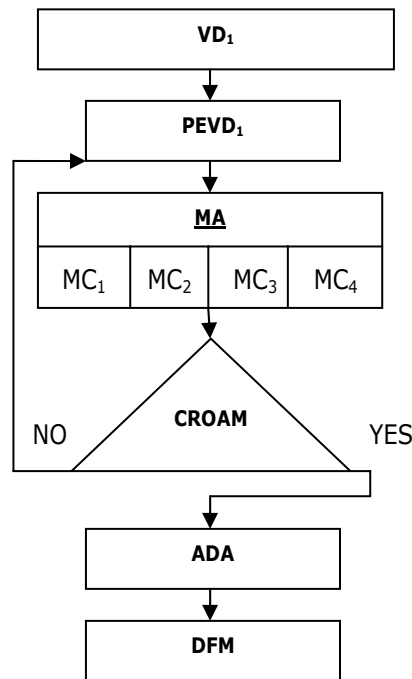 VD₁
PEVD₁
MA
MC₁ MC₂ MC₃ MC₄
CROAM
NO YES
ADA
DFM